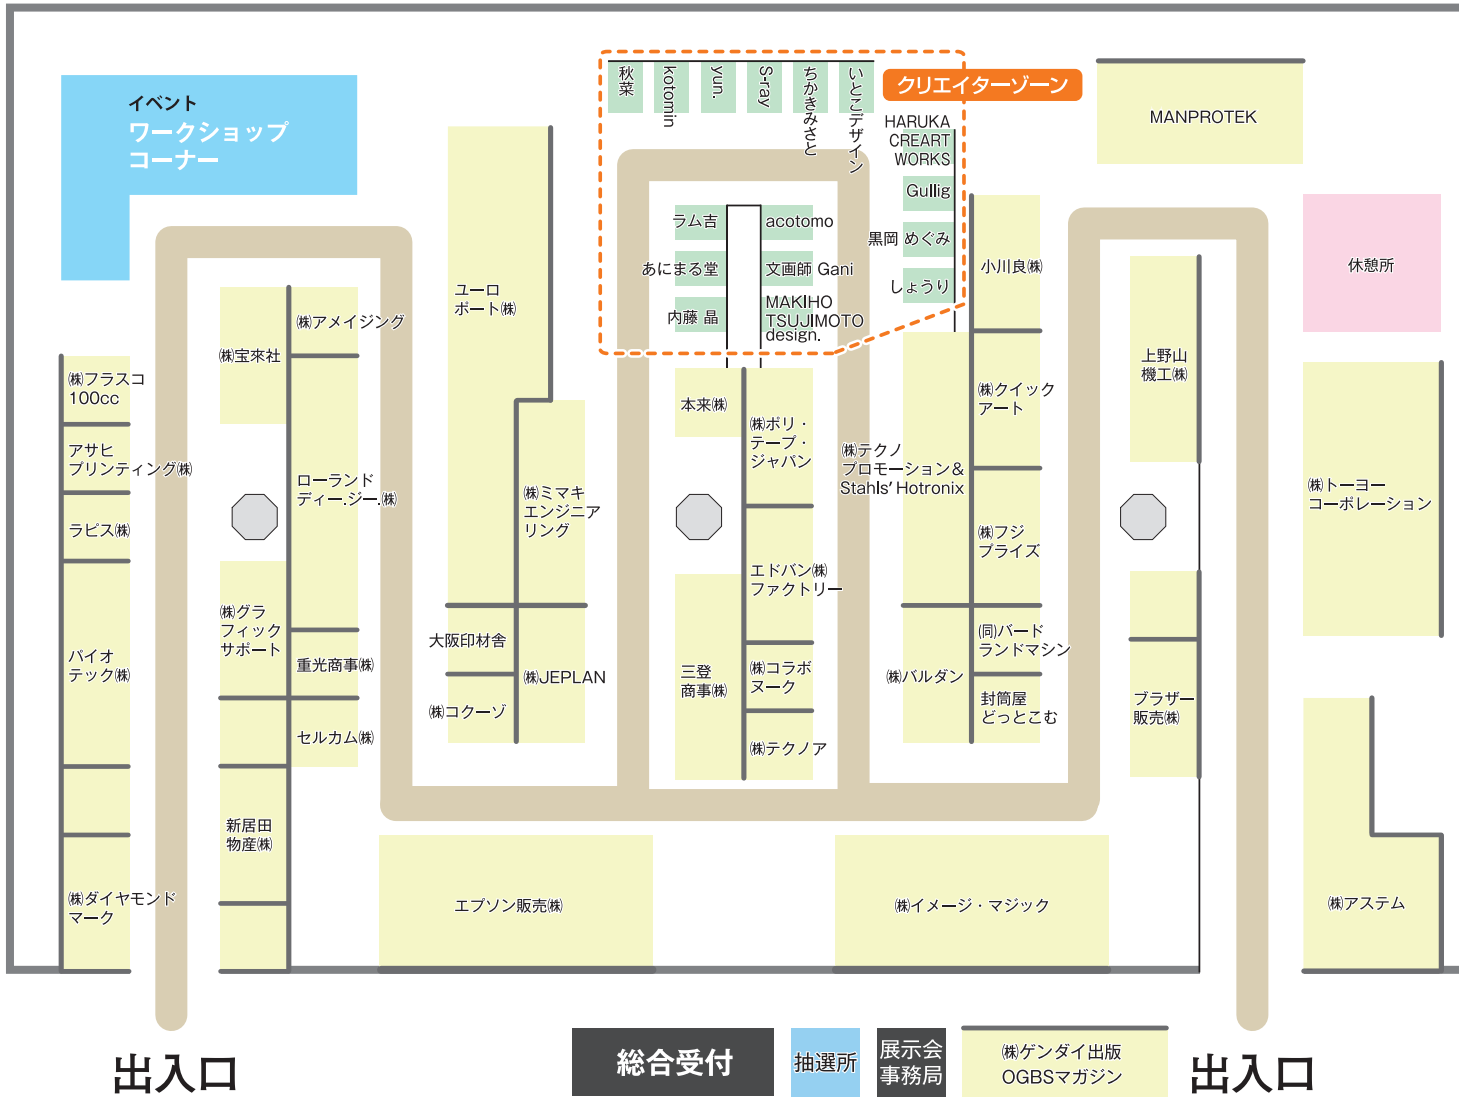 イベント
ワークショップ
コーナー
秋菜
kotomin
yun.
S-ray
ちかきみさと
いとこデザイン
クリエイターゾーン
HARUKA
CREART
WORKS
Gullig
黒岡 めぐみ
しょうり
ラム吉
あにまる堂
内藤 晶
acotomo
文画師 Gani
MAKIHO
TSUJIMOTO
design.
MANPROTEK
休憩所
㈱フラスコ
100cc
アサヒ
プリンティング㈱
ラピス㈱
パイオ
テック㈱
㈱ダイヤモンド
マーク
㈱宝來社
㈱アメイジング
ローランド
ディー.ジー.㈱
㈱グラ
フィック
サポート
重光商事㈱
セルカム㈱
新居田
物産㈱
ユーロ
ポート㈱
㈱ミマキ
エンジニア
リング
大阪印材舎
㈱コクーゾ
㈱JEPLAN
本来㈱
㈱ポリ・
テープ・
ジャパン
エドバン㈱
ファクトリー
三登
商事㈱
㈱コラボ
ヌーク
㈱テクノア
小川良㈱
㈱クイック
アート
㈱テクノ
プロモーション&
Stahls' Hotronix
㈱フジ
プライズ
㈱バルダン
(同)バード
ランドマシン
封筒屋
どっとこむ
上野山
機工㈱
ブラザー
販売㈱
㈱トーヨー
コーポレーション
㈱アステム
エプソン販売㈱
㈱イメージ・マジック
出入口
総合受付
抽選所
展示会
事務局
㈱ゲンダイ出版
OGBSマガジン
出入口